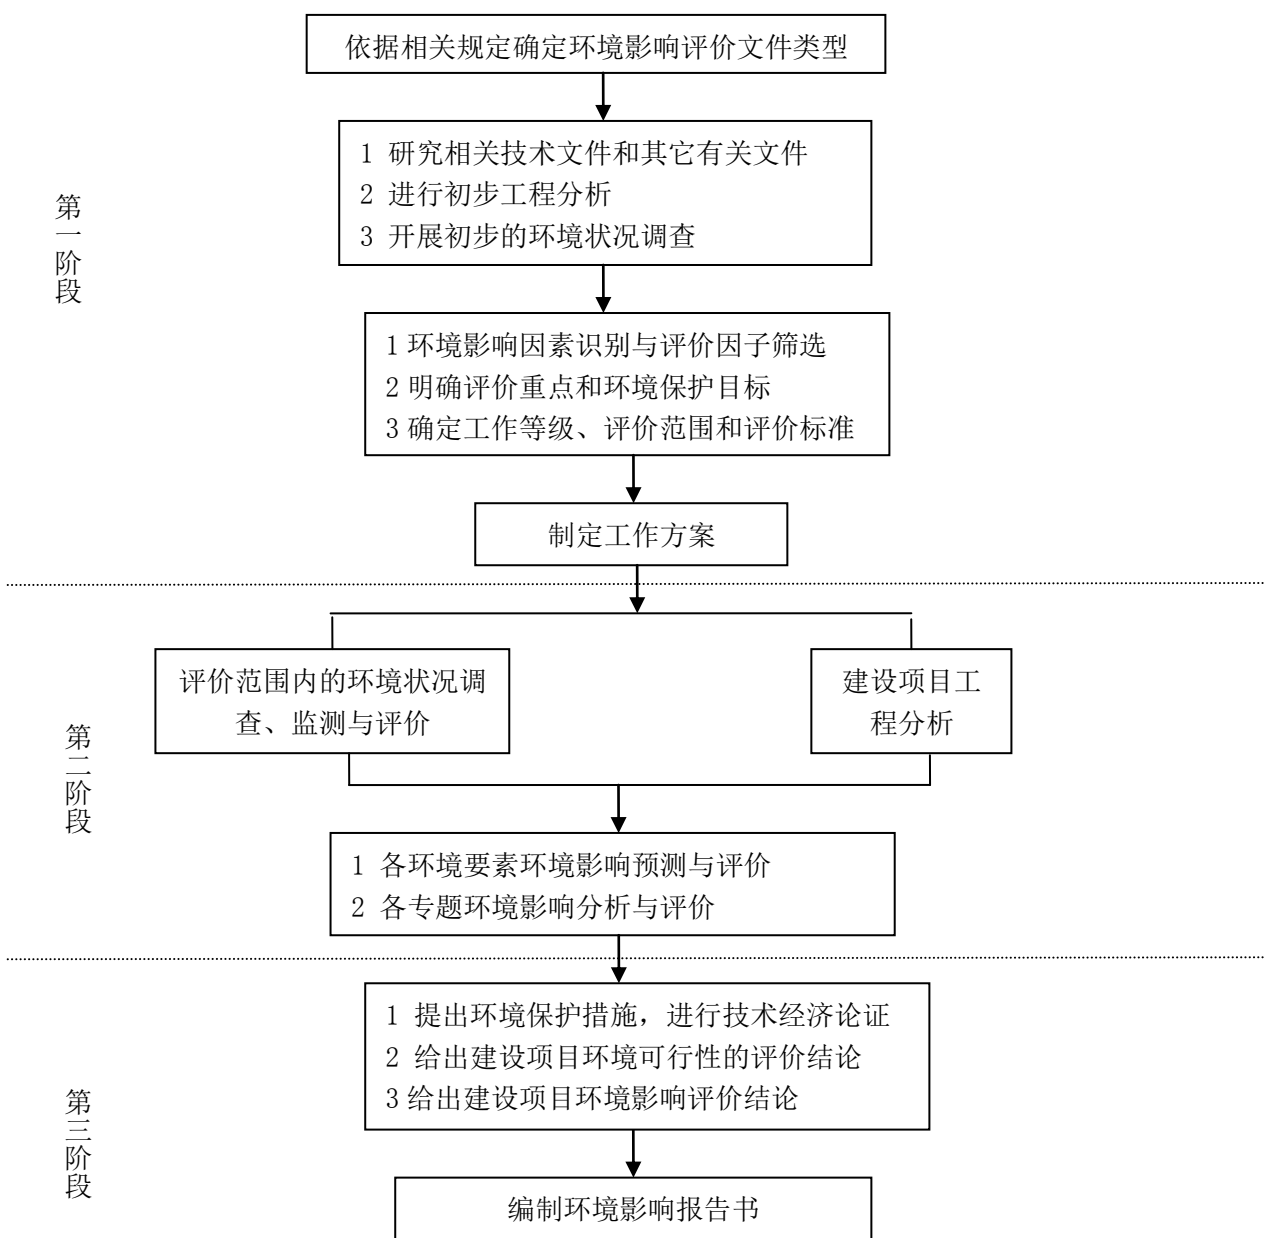 依据相关规定确定环境影响评价文件类型
第一阶段
1 研究相关技术文件和其它有关文件
2 进行初步工程分析
3 开展初步的环境状况调查
1 环境影响因素识别与评价因子筛选
2 明确评价重点和环境保护目标
3 确定工作等级、评价范围和评价标准
制定工作方案
第二阶段
评价范围内的环境状况调
查、监测与评价
建设项目工
程分析
1 各环境要素环境影响预测与评价
2 各专题环境影响分析与评价
第三阶段
1 提出环境保护措施，进行技术经济论证
2 给出建设项目环境可行性的评价结论
3 给出建设项目环境影响评价结论
编制环境影响报告书